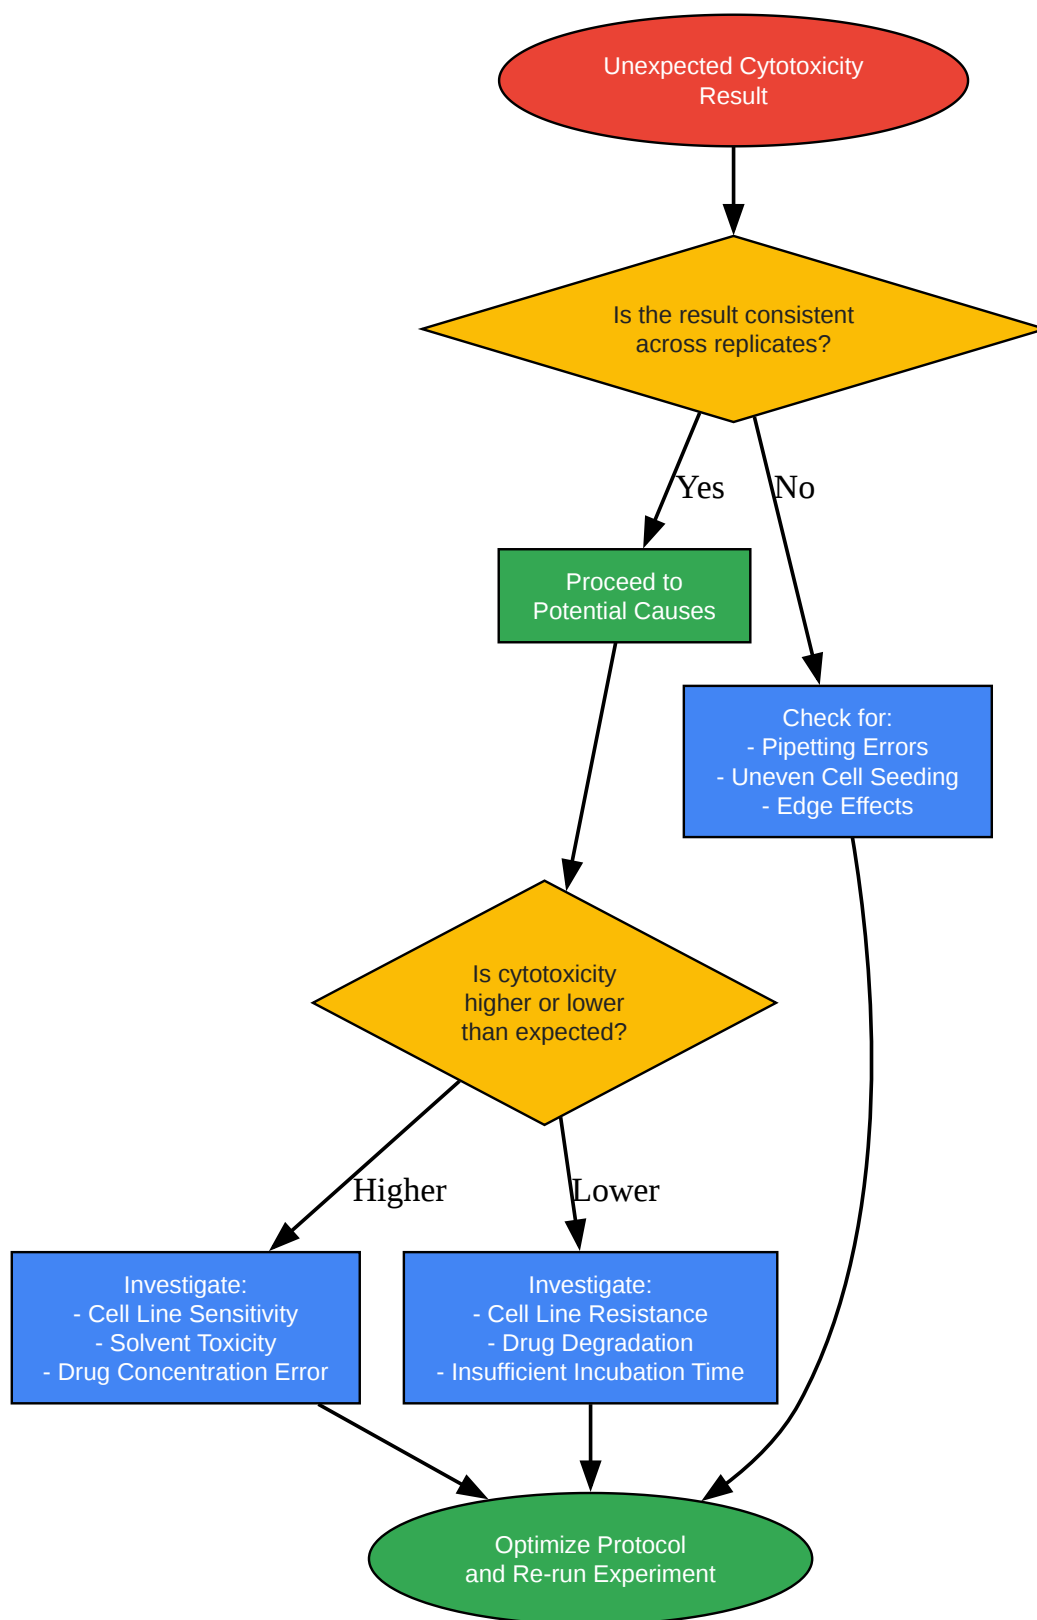 Unexpected Cytotoxicity
Result
Is the result consistent
across replicates?
Yes
No
Proceed to
Potential Causes
Check for:
- Pipetting Errors
- Uneven Cell Seeding
- Edge Effects
Is cytotoxicity
higher or lower
than expected?
Higher
Lower
Investigate:
- Cell Line Sensitivity
- Solvent Toxicity
- Drug Concentration Error
Investigate:
- Cell Line Resistance
- Drug Degradation
- Insufficient Incubation Time
Optimize Protocol
and Re-run Experiment